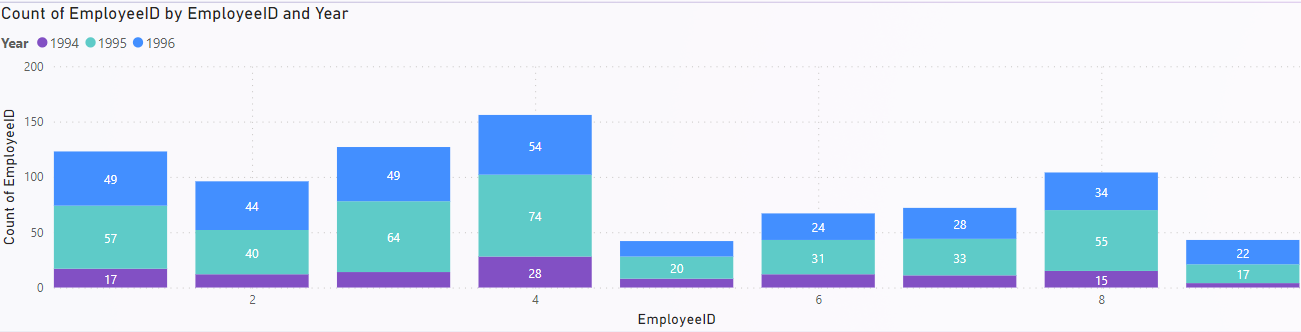 Count of EmployeeID by EmployeeID and Year
Year 1994 1995 1996
200
150
100
50
0
Count of EmployeeID
49 44 49 54 24 28 34 22
57 40 64 74 20 31 33 55 17
17 28 15
2 4 6 8
EmployeeID